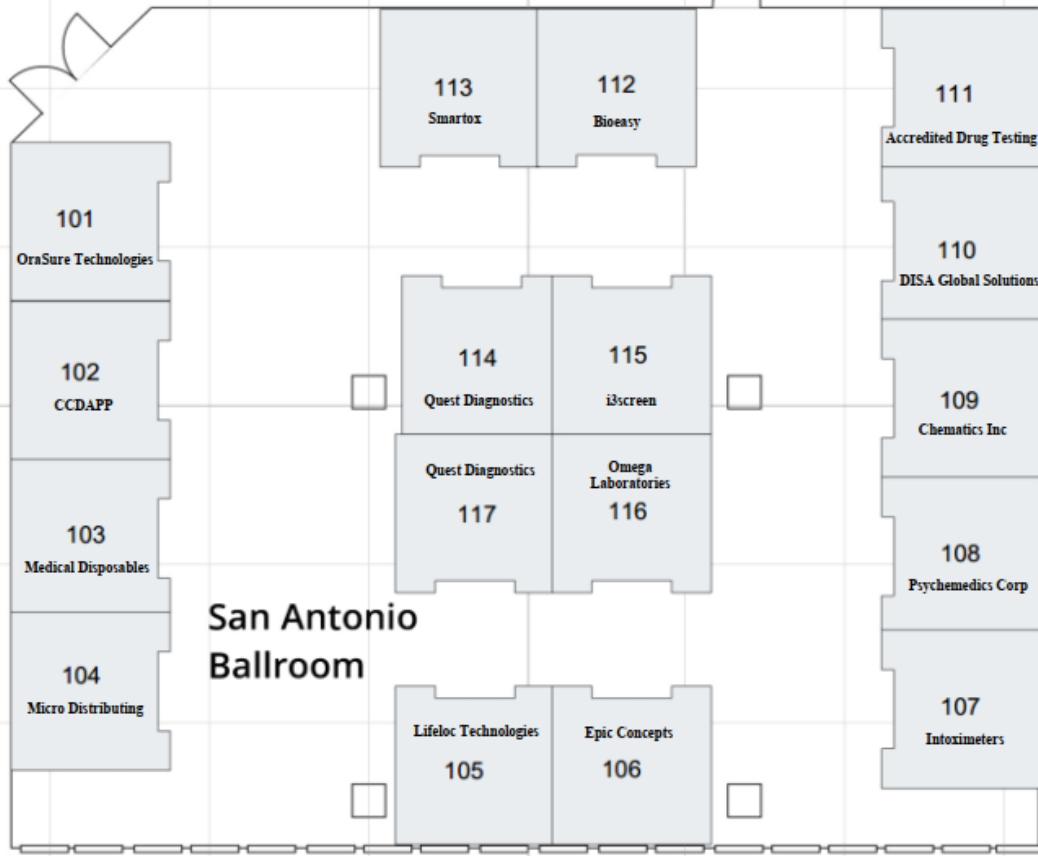 113
Smartox
112
Bioeasy
111
Accredited Drug Testing
101
OraSure Technologies
110
DISA Global Solutions
102
CCDAPP
114
Quest Diagnostics
115
i3screen
109
Chematics Inc
Quest Diagnostics
117
Omega
Laboratories
116
103
Medical Disposables
108
Psychemedics Corp
San Antonio
Ballroom
104
Micro Distributing
Lifeloc Technologies
105
Epic Concepts
106
107
Intoximeters